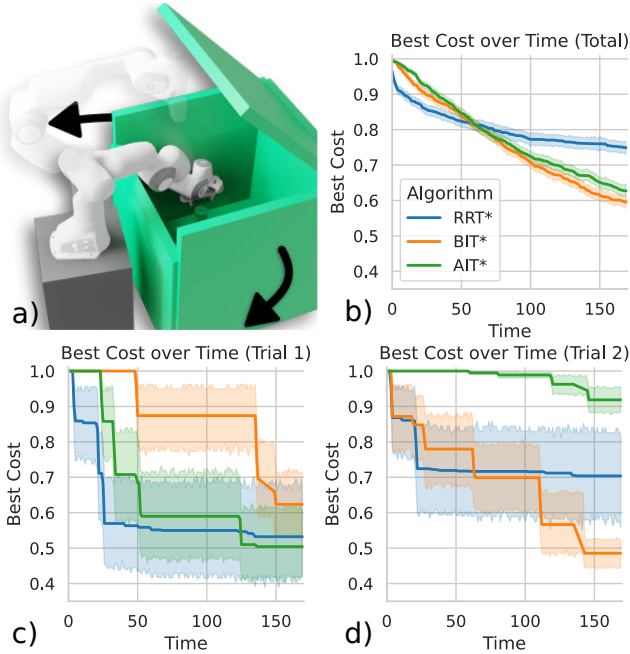 a)
Best Cost over Time (Total)
Best Cost
1.0
0.9
0.8
0.7
0.6
0.5
0.4
Algorithm
RRT*
BIT*
AIT*
0
50
100
150
Time
b)
Best Cost over Time (Trial 1)
Best Cost
1.0
0.9
0.8
0.7
0.6
0.5
0.4
0
50
100
150
Time
c)
Best Cost over Time (Trial 2)
Best Cost
1.0
0.9
0.8
0.7
0.6
0.5
0.4
0
50
100
150
Time
d)